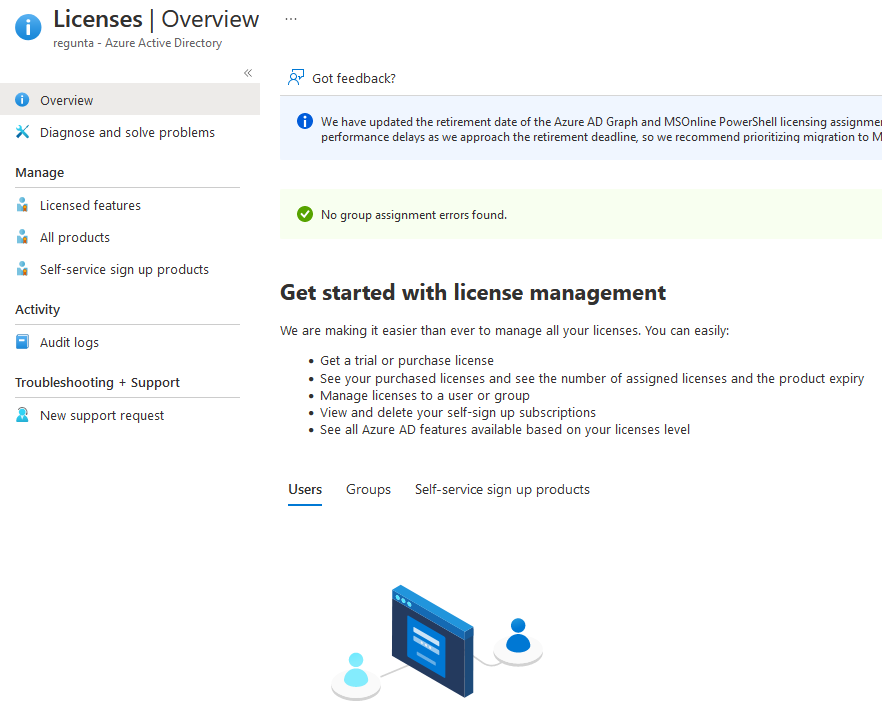 Licenses | Overview ...
regunta - Azure Active Directory
«
Overview
Diagnose and solve problems
Manage
Licensed features
All products
Self-service sign up products
Activity
Audit logs
Troubleshooting + Support
New support request
Got feedback?
We have updated the retirement date of the Azure AD Graph and MSOnline PowerShell licensing
performance delays as we approach the retirement deadline, so we recommend prioritizing migration to
No group assignment errors found.
Get started with license management
We are making it easier than ever to manage all your licenses. You can easily:
• Get a trial or purchase license
• See your purchased licenses and see the number of assigned licenses and the product expiry
• Manage licenses to a user or group
• View and delete your self-sign up subscriptions
• See all Azure AD features available based on your licenses level
Users Groups Self-service sign up products